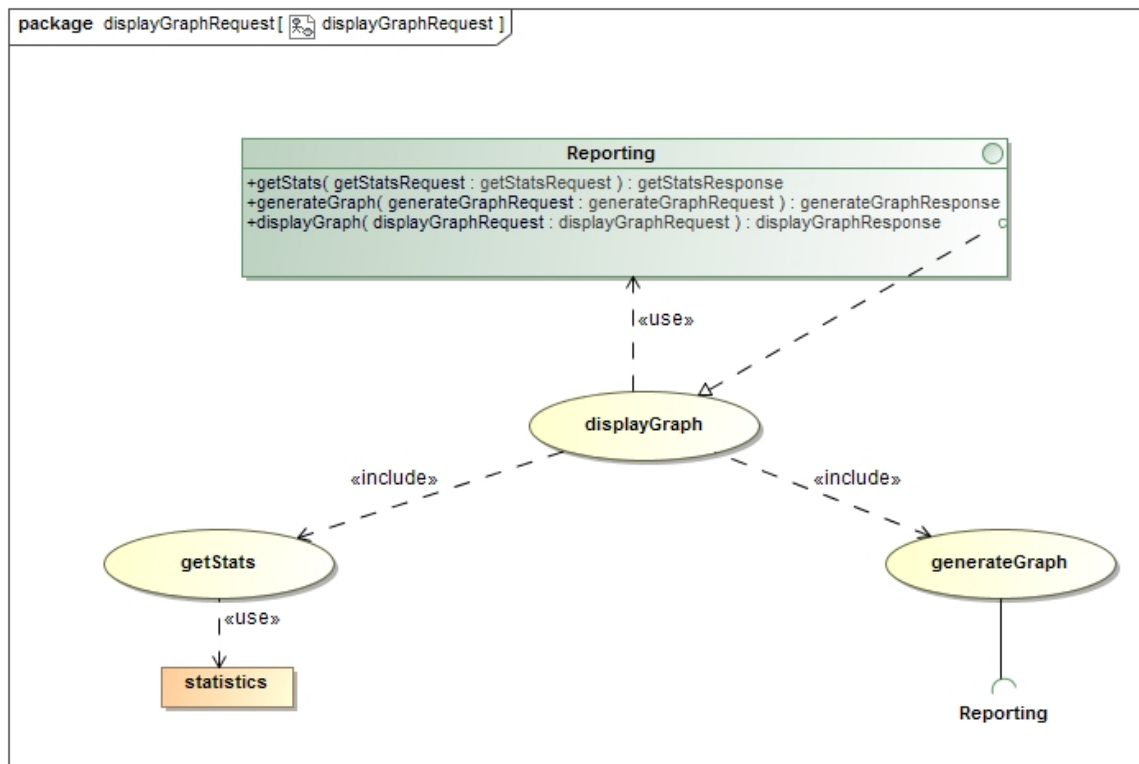 package displayGraphRequest[ displayGraphRequest ]
Reporting
+getStats( getStatsRequest : getStatsRequest ) : getStatsResponse
+generateGraph( generateGraphRequest : generateGraphRequest ) : generateGraphResponse
+displayGraph( displayGraphRequest : displayGraphRequest ) : displayGraphResponse
«use»
displayGraph
«include»
«include»
getStats
generateGraph
«use»
statistics
Reporting